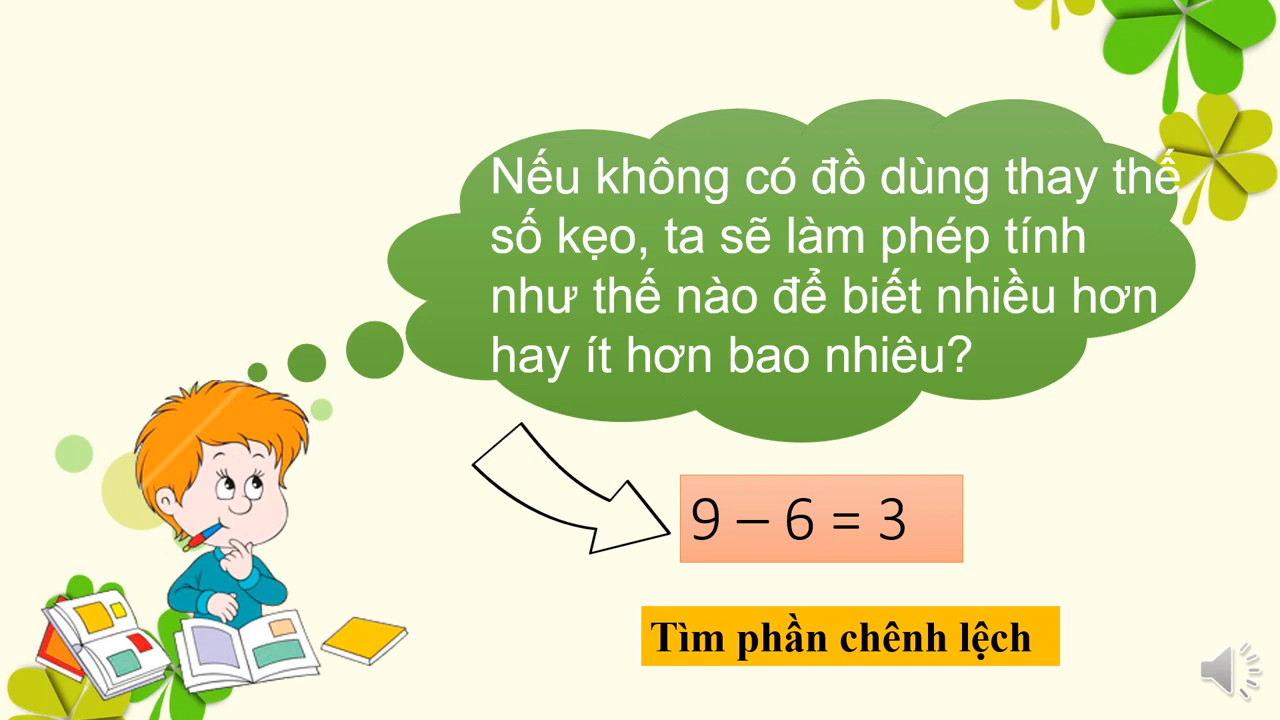 Nếu không có đồ dùng thay thế
số kẹo, ta sẽ làm phép tính
như thế nào để biết nhiều hơn
hay ít hơn bao nhiêu?
9 – 6 = 3
Tìm phần chênh lệch